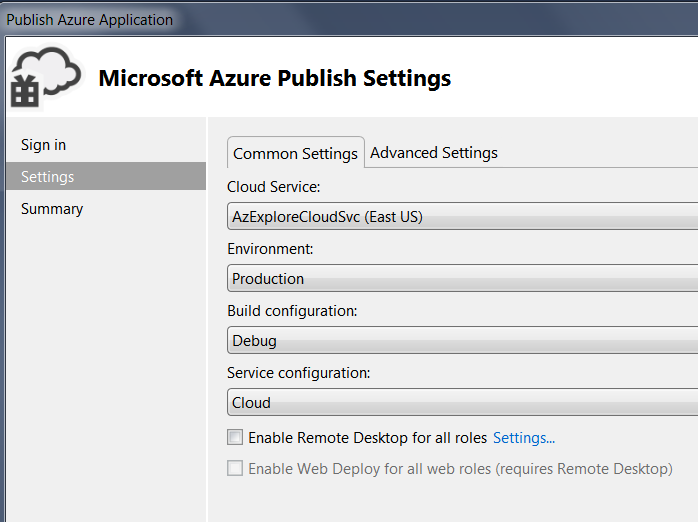 Publish Azure Application
Microsoft Azure Publish Settings
Sign in
Settings
Summary
Common Settings
Advanced Settings
Cloud Service:
AzExploreCloudSvc (East US)
Environment:
Production
Build configuration:
Debug
Service configuration:
Cloud
Enable Remote Desktop for all roles Settings...
Enable Web Deploy for all web roles (requires Remote Desktop)